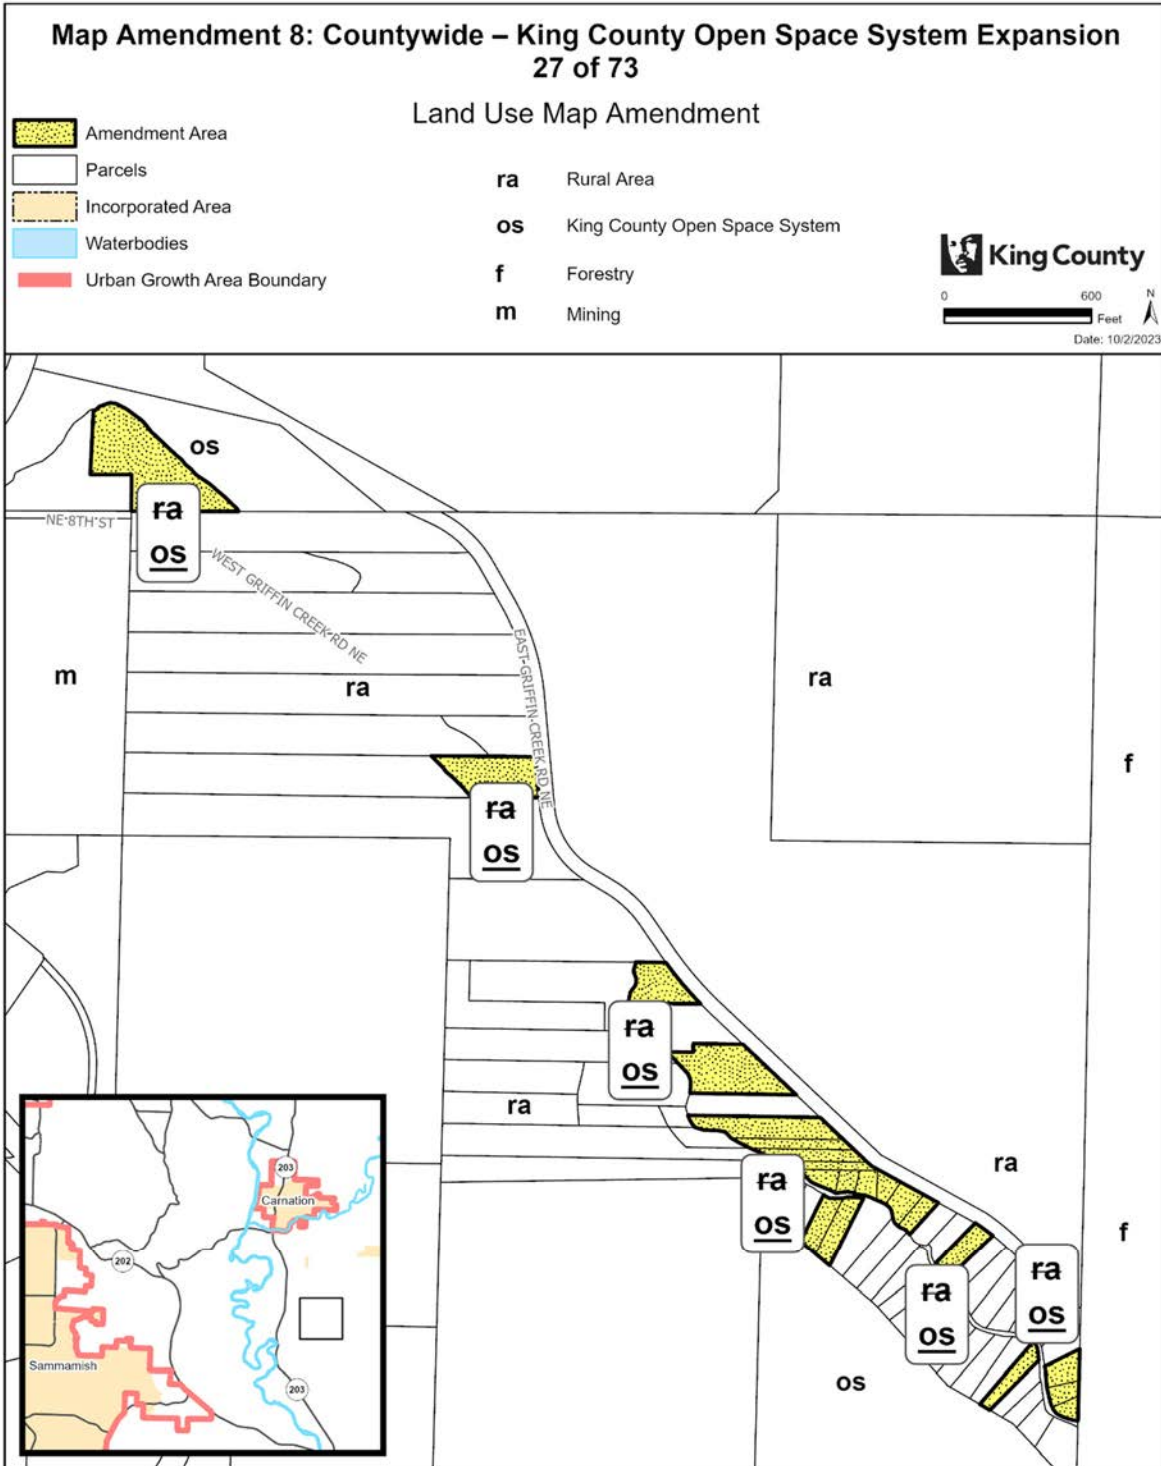 Map Amendment 8: Countywide – King County Open Space System Expansion
27 of 73
Land Use Map Amendment
Amendment Area
Parcels
Incorporated Area
Waterbodies
Urban Growth Area Boundary
ra Rural Area
os King County Open Space System
f Forestry
m Mining
King County
0 600
Feet
N
Date: 10/2/2023
os
ra
os
NE 8TH ST
WEST GRIFFIN CREEK RD NE
EAST GRIFFIN CREEK RD NE
m
ra
ra
f
ra
os
ra
os
ra
ra
os
ra
f
ra
os
ra
os
os
203
Carnation
202
Sammamish
203